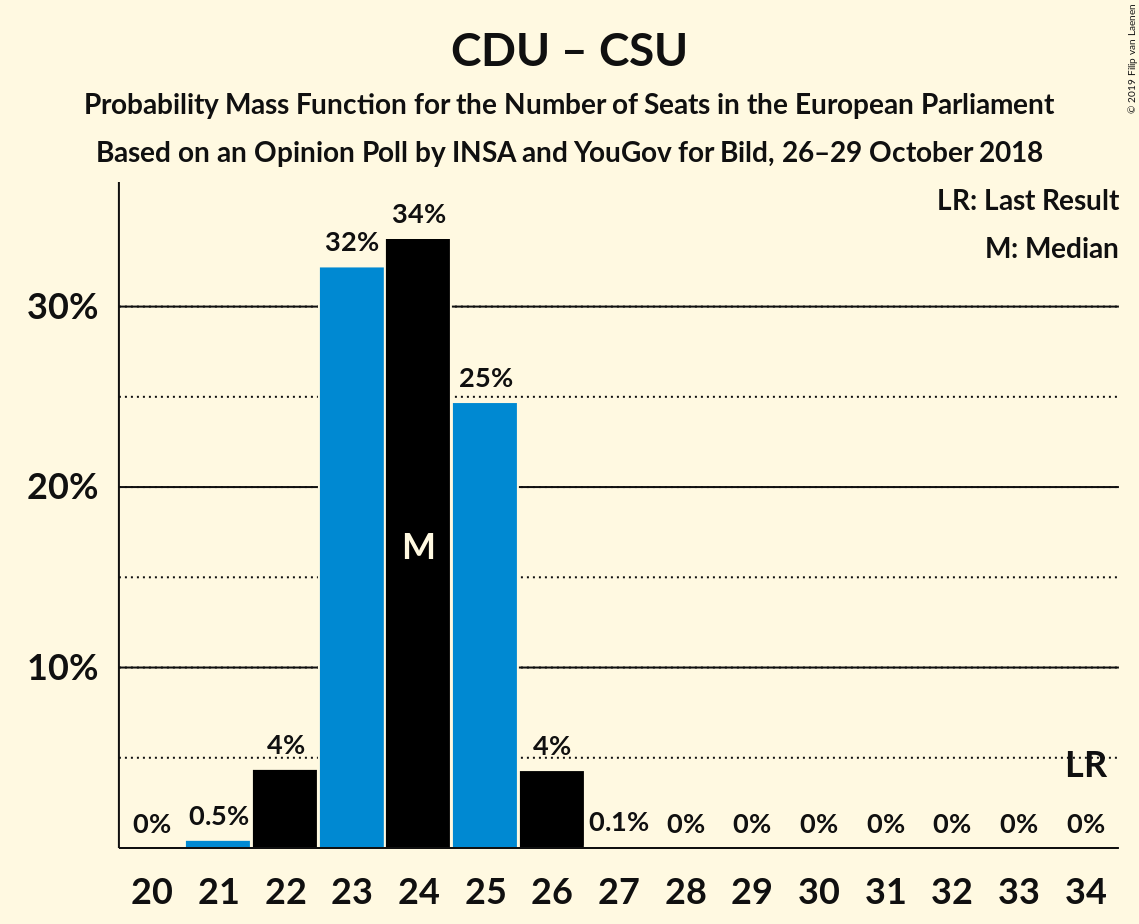 CDU – CSU
Probability Mass Function for the Number of Seats in the European Parliament
Based on an Opinion Poll by INSA and YouGov for Bild, 26–29 October 2018
© 2019 Filip van Laenen
LR: Last Result
M: Median
30%
20%
10%
0%
0.5%
4%
32%
34%
25%
4%
0.1%
0%
0%
0%
0%
0%
0%
0%
M
LR
20 21 22 23 24 25 26 27 28 29 30 31 32 33 34